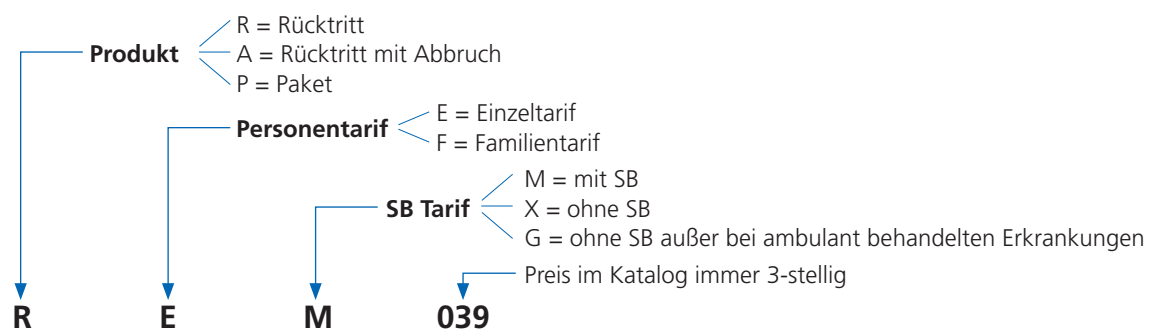 R = Rücktritt
Produkt
A = Rücktritt mit Abbruch
P = Paket
E = Einzeltarif
Personentarif
F = Familientarif
M = mit SB
SB Tarif
X = ohne SB
G = ohne SB außer bei ambulant behandelten Erkrankungen
Preis im Katalog immer 3-stellig
R E M 039